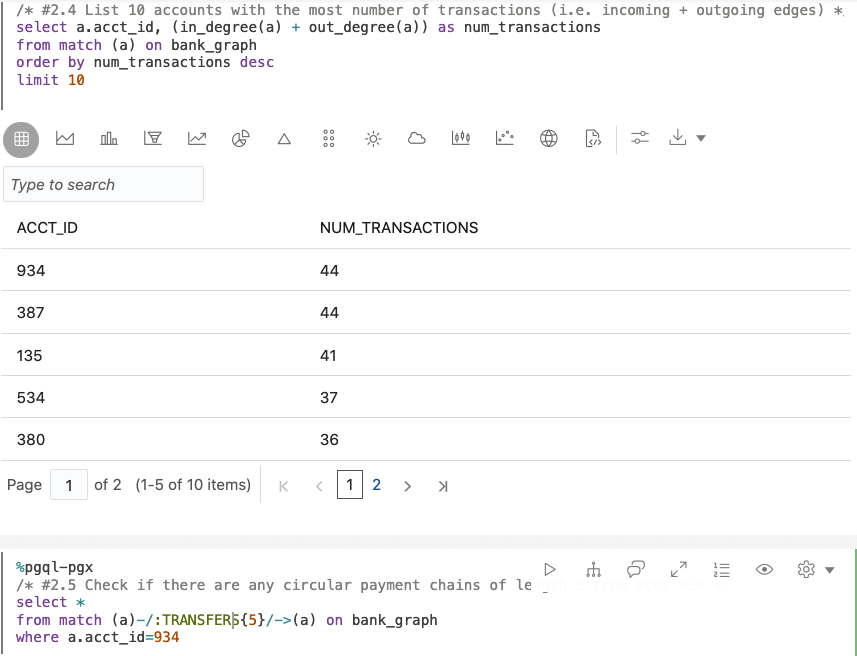 /* #2.4 List 10 accounts with the most number of transactions (i.e. incoming + outgoing edges) *
select a.acct_id, (in_degree(a) + out_degree(a)) as num_transactions
from match (a) on bank_graph
order by num_transactions desc
limit 10
Type to search
ACCT_ID NUM_TRANSACTIONS
934 44
387 44
135 41
534 37
380 36
Page 1 of 2 (1-5 of 10 items) 1 2
%pgql-pgx
/* #2.5 Check if there are any circular payment chains of
select *
from match (a)-/:TRANSFERS{5}/->(a) on bank_graph
where a.acct_id=934